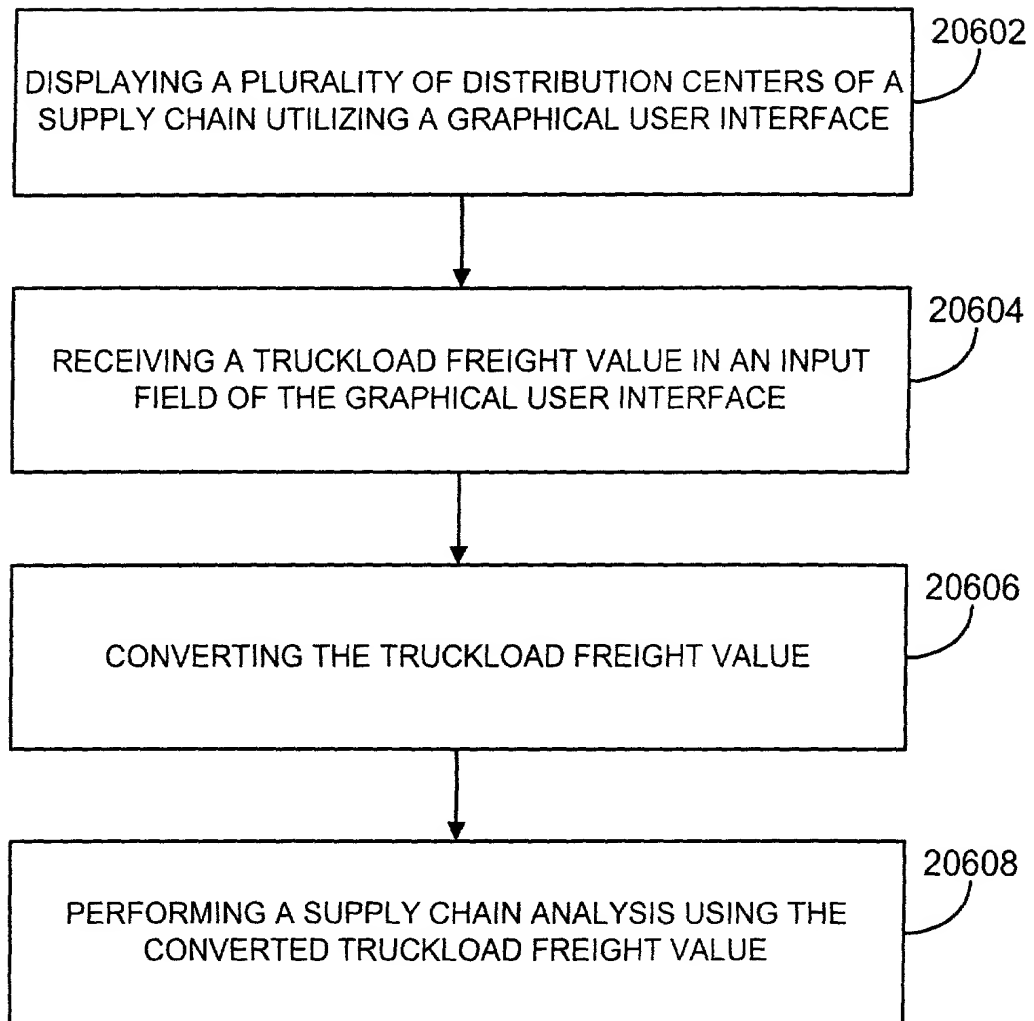 20602
DISPLAYING A PLURALITY OF DISTRIBUTION CENTERS OF A
SUPPLY CHAIN UTILIZING A GRAPHICAL USER INTERFACE
20604
RECEIVING A TRUCKLOAD FREIGHT VALUE IN AN INPUT
FIELD OF THE GRAPHICAL USER INTERFACE
20606
CONVERTING THE TRUCKLOAD FREIGHT VALUE
20608
PERFORMING A SUPPLY CHAIN ANALYSIS USING THE
CONVERTED TRUCKLOAD FREIGHT VALUE